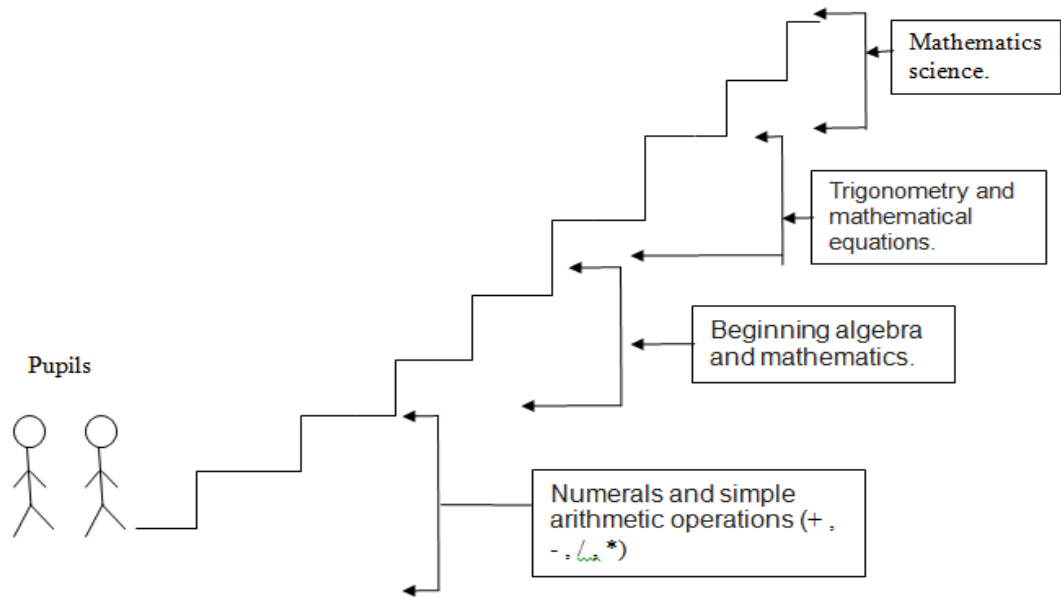 Mathematics
science.
Trigonometry and
mathematical
equations.
Beginning algebra
and mathematics.
Pupils
Numerals and simple
arithmetic operations (+ ,
- , /, , *)